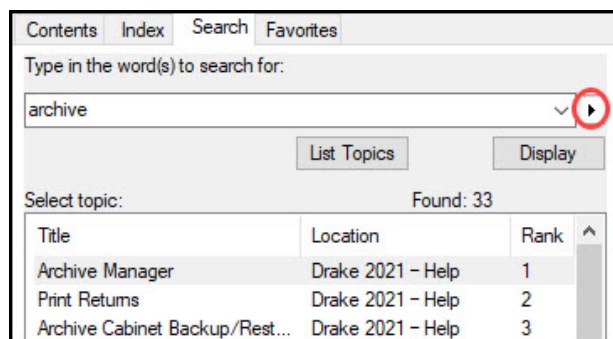 Contents Index Search Favorites
Type in the word(s) to search for:
archive
List Topics Display
Select topic: Found: 33
Title Location Rank
Archive Manager Drake 2021 – Help 1
Print Returns Drake 2021 – Help 2
Archive Cabinet Backup/Rest... Drake 2021 – Help 3